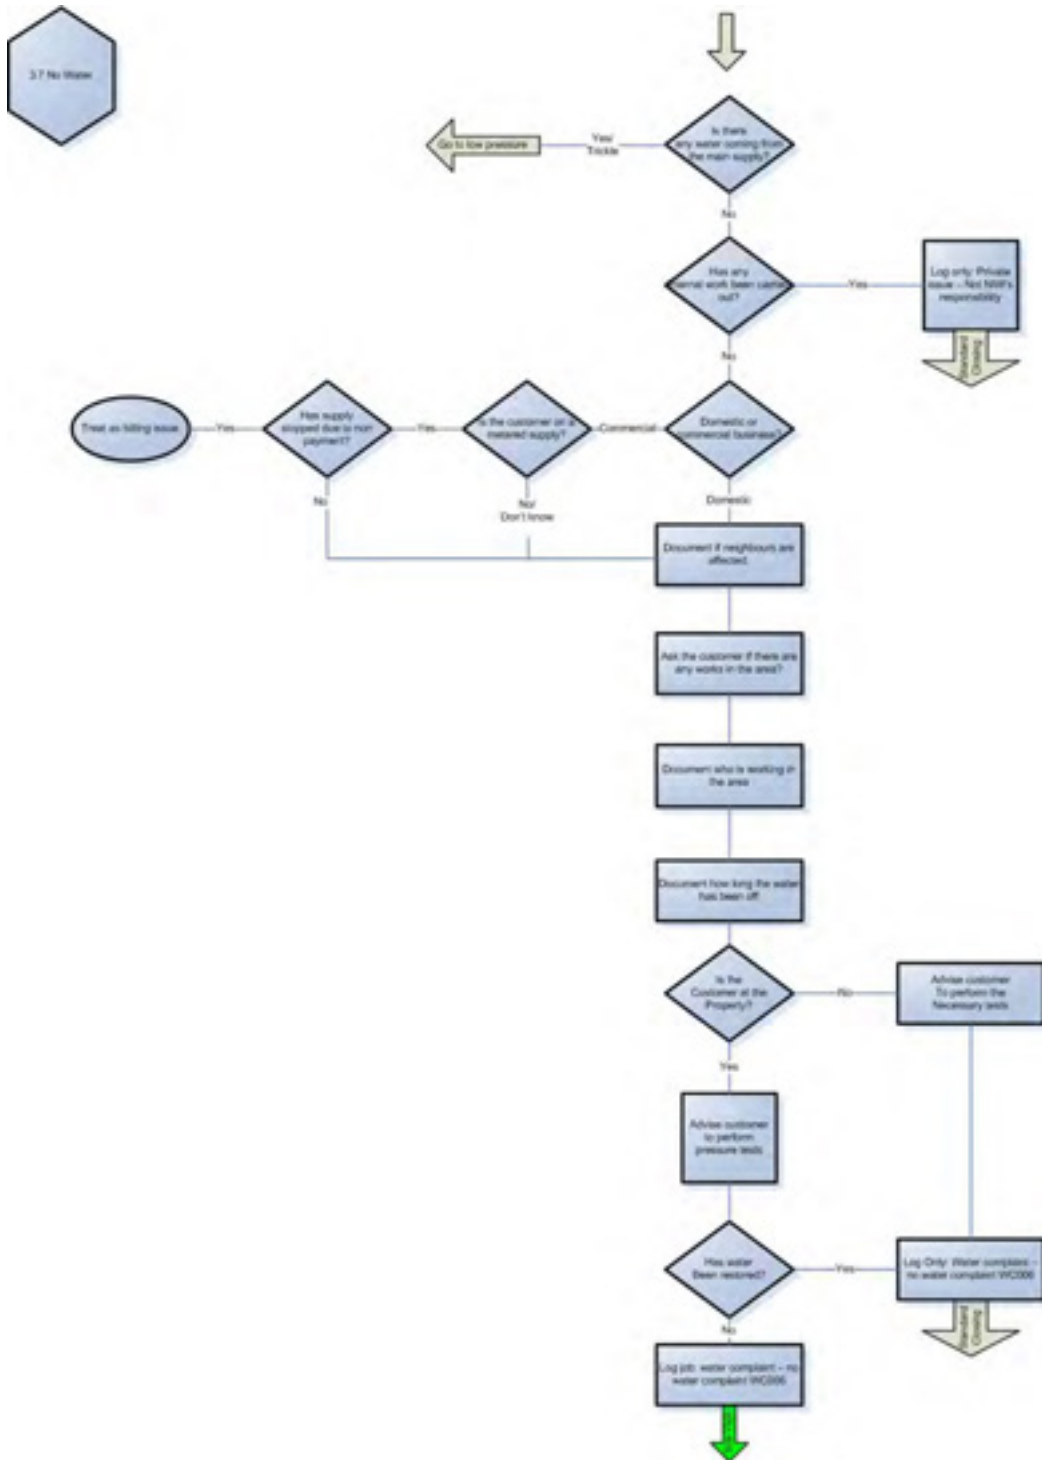 3.7 No Water
Is there
any water coming from
the main supply?
Yes/
Trickle
Go to low pressure
No
Has any
ernal work been carrie
out?
Yes
Log only: Private
issue – Not NWI's
responsibility
Standard
Closing
No
Domestic or
ommercial business?
Commercial
Is the customer on a
metered supply?
Yes
Has supply
stopped due to non
payment?
Yes
Treat as billing issue
No
No/
Don't know
Domestic
Document if neighbours are
affected.
Ask the customer if there are
any works in the area?
Document who is working in
the area
Document how long the water
has been off
Is the
Customer at the
Property?
No
Advise customer
To perform the
Necessary tests
Yes
Advise customer
to perform
pressure tests
Has water
Been restored?
Yes
Log Only: Water complaint –
no water complaint WC006
Standard
Closing
No
Log job: water complaint – no
water complaint WC006